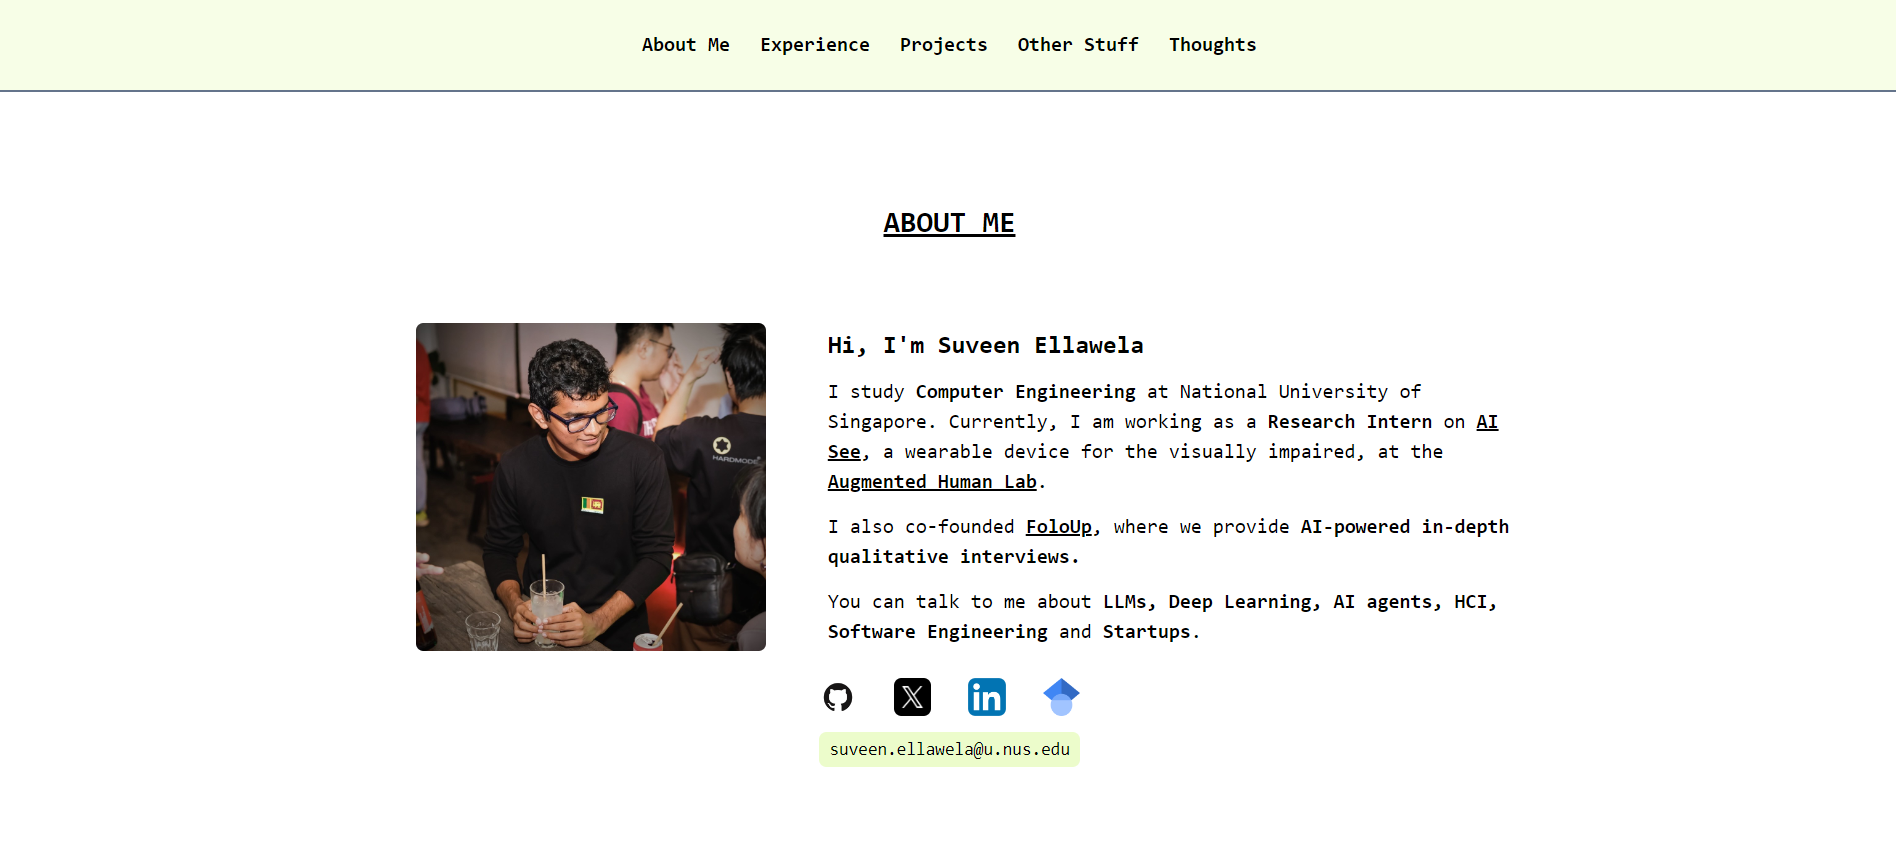 About Me Experience Projects Other Stuff Thoughts
ABOUT ME
HARDMODE
Hi, I'm Suveen Ellawela
I study Computer Engineering at National University of
Singapore. Currently, I am working as a Research Intern on AI
See, a wearable device for the visually impaired, at the
Augmented Human Lab.
I also co-founded FoloUp, where we provide AI-powered in-depth
qualitative interviews.
You can talk to me about LLMs, Deep Learning, AI agents, HCI,
Software Engineering and Startups.
X
in
suveen.ellawela@u.nus.edu